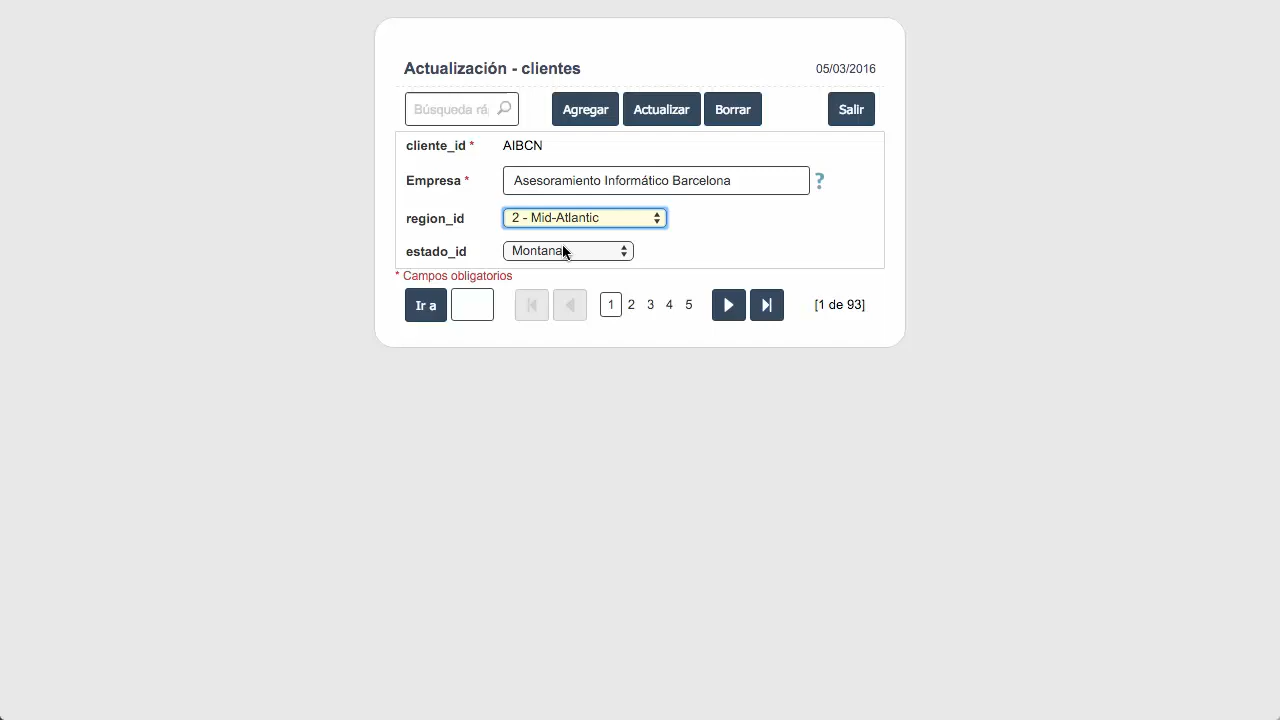 Actualización - clientes 05/03/2016
Búsqueda rá Agregar Actualizar Borrar Salir
cliente_id * AIBCN
Empresa * Asesoramiento Informático Barcelona ?
region_id 2 - Mid-Atlantic
estado_id Montana
* Campos obligatorios
Ir a 1 2 3 4 5 [1 de 93]